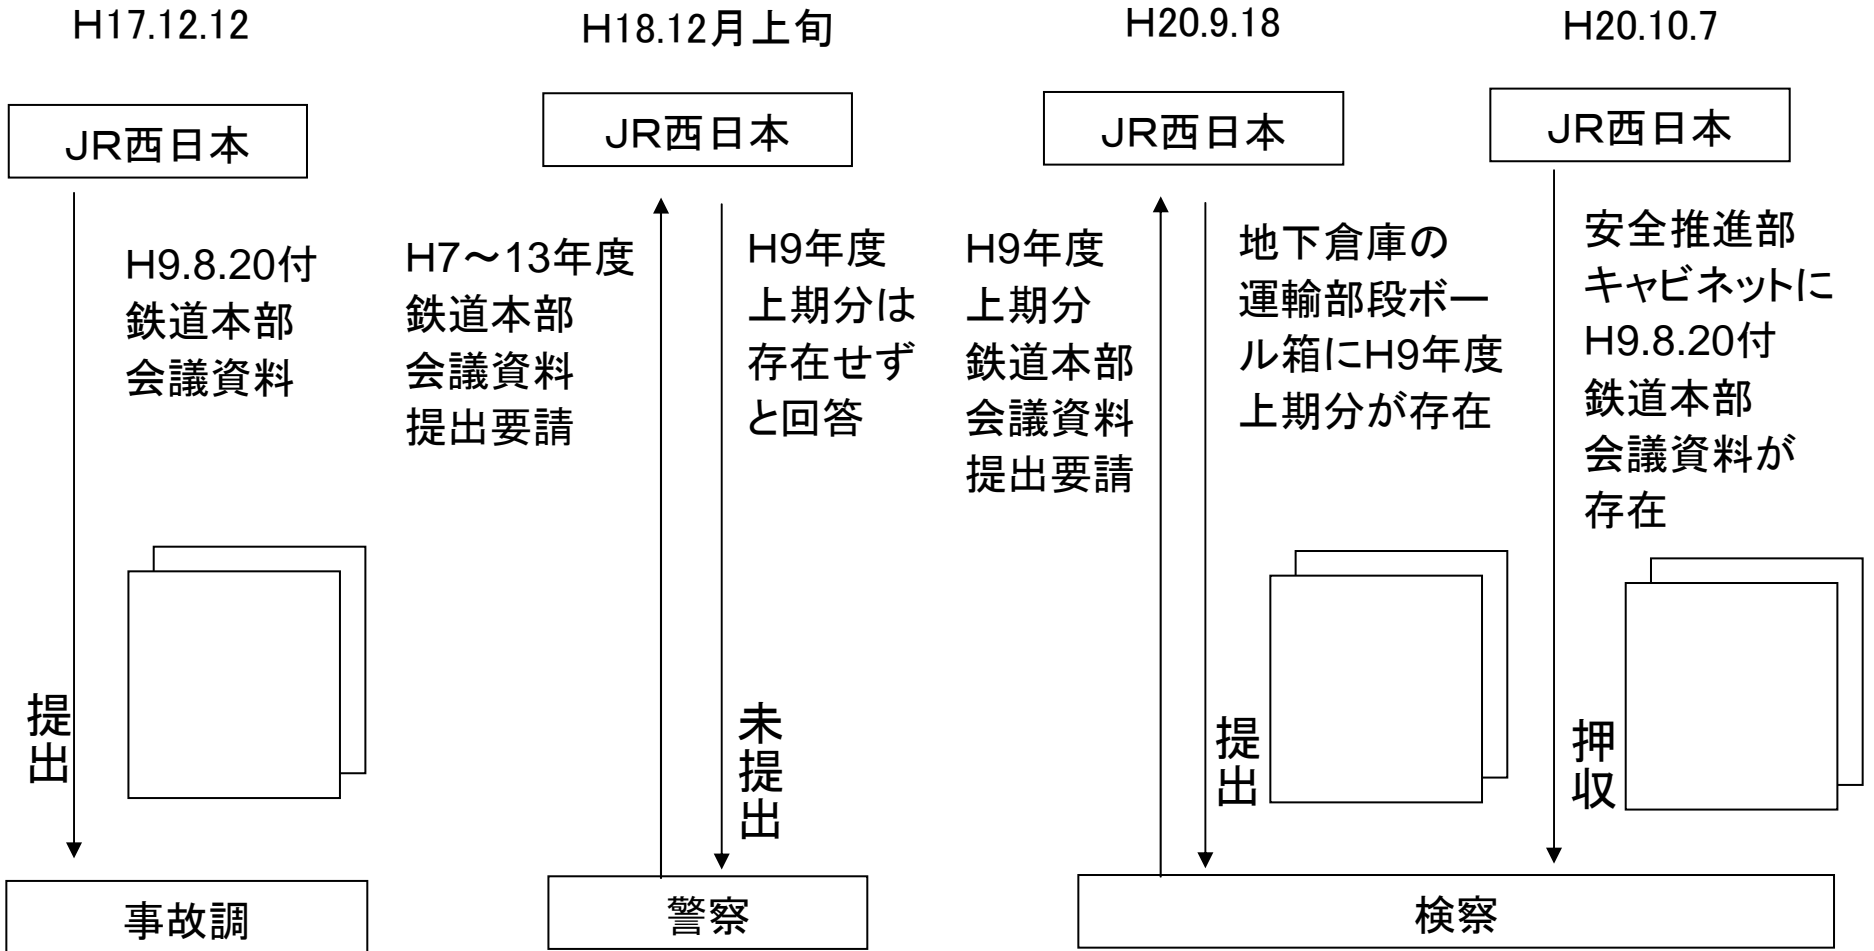 H17.12.12
H18.12月上旬
H20.9.18
H20.10.7
JR西日本
JR西日本
JR西日本
JR西日本
H9.8.20付
鉄道本部
会議資料
提出
H7～13年度
鉄道本部
会議資料
提出要請
H9年度
上期分は
存在せず
と回答
未提出
H9年度
上期分
鉄道本部
会議資料
提出要請
地下倉庫の
運輸部段ボー
ル箱にH9年度
上期分が存在
提出
安全推進部
キャビネットに
H9.8.20付
鉄道本部
会議資料が
存在
押収
事故調
警察
検察